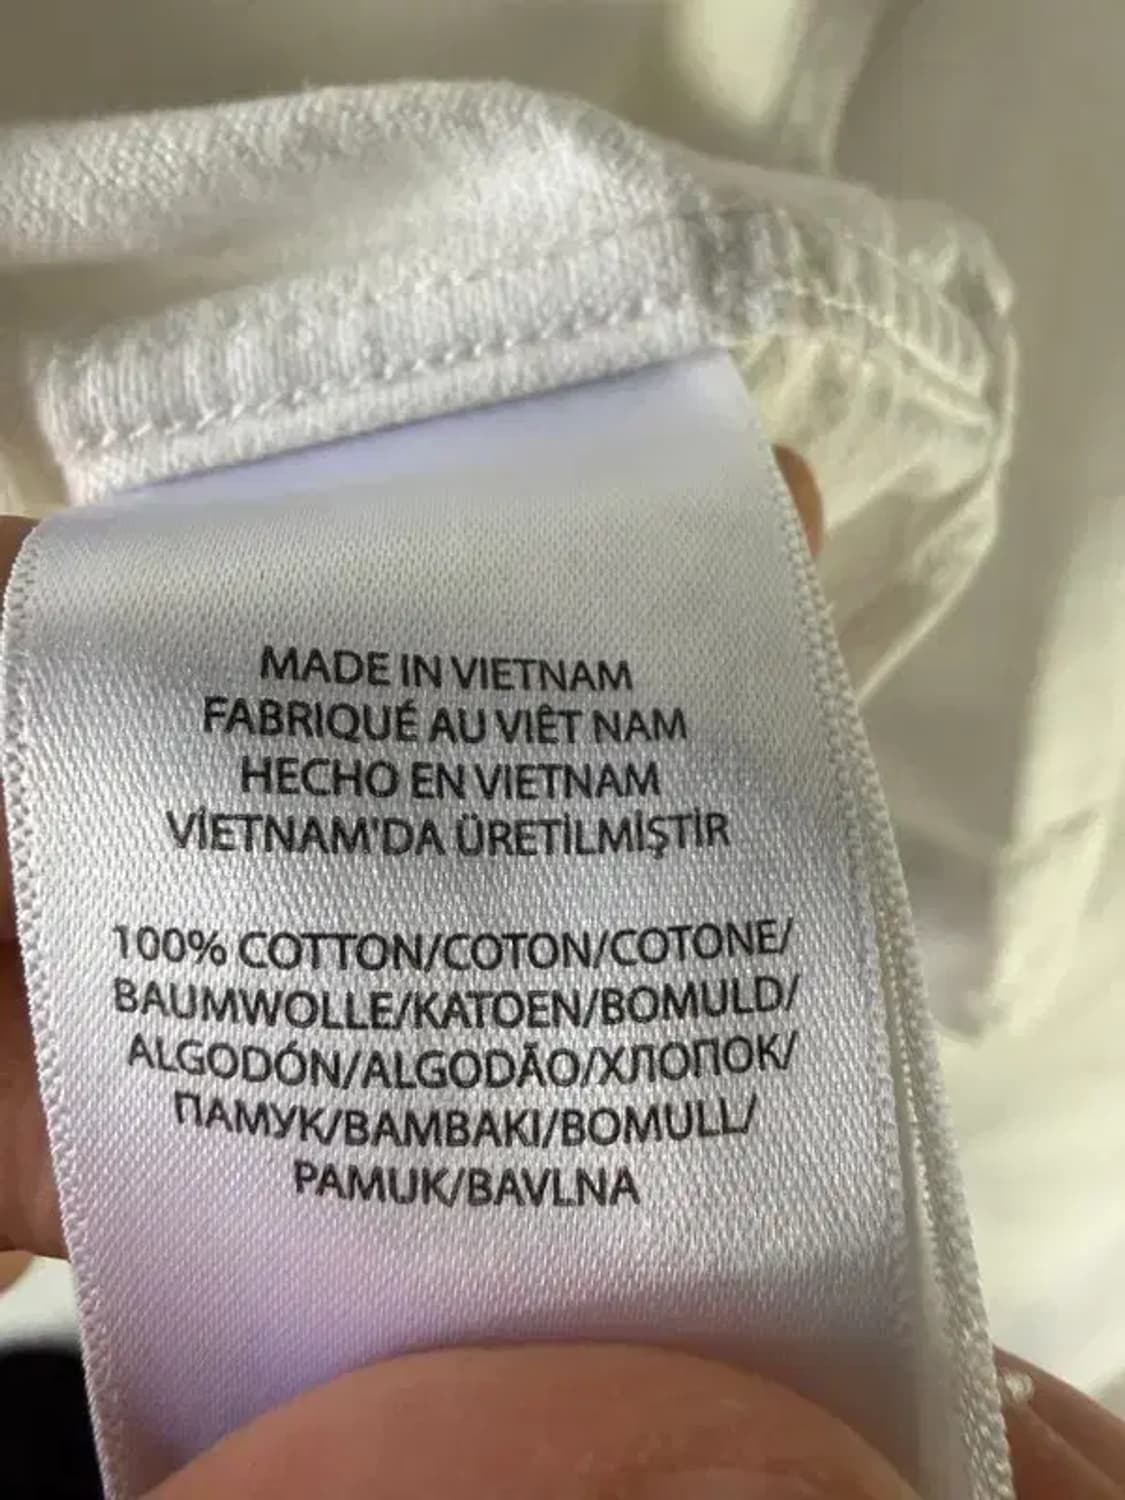 MADE IN VIETNAM
FABRIQUÉ AU VIÊT NAM
HECHO EN VIETNAM
VİETNAM'DA ÜRETİLMİŞTİR
100% COTTON/COTON/COTONE/
BAUMWOLLE/KATOEN/BOMULD/
ALGODÓN/ALGODÃO/ХЛОПОК/
ПАМУК/BAMBAKI/BOMULL/
PAMUK/BAVLNA